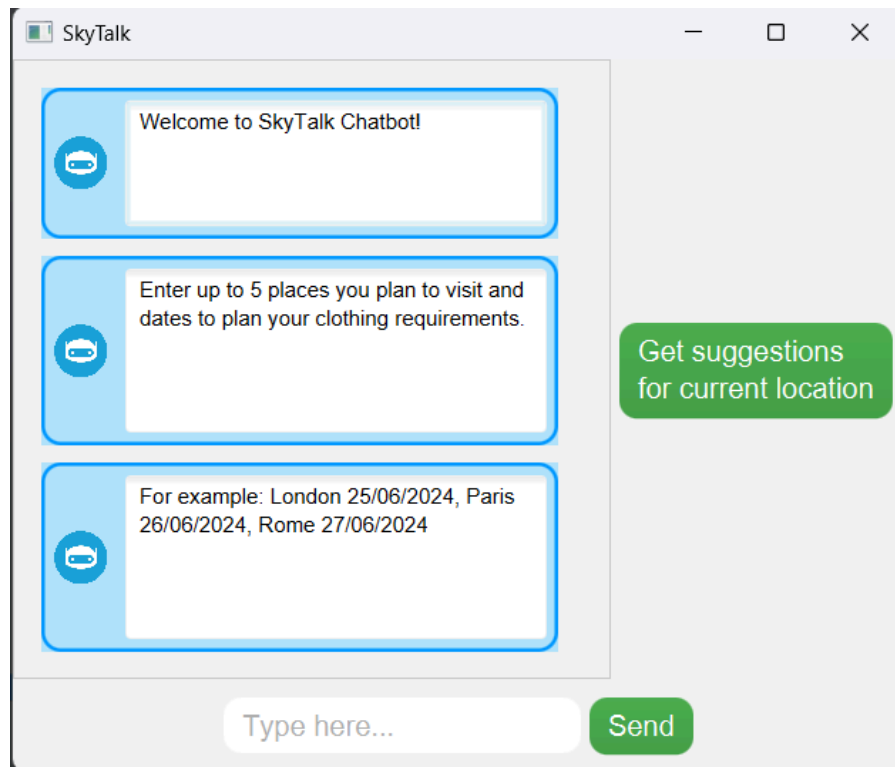 SkyTalk
Welcome to SkyTalk Chatbot!
Enter up to 5 places you plan to visit and
dates to plan your clothing requirements.
For example: London 25/06/2024, Paris
26/06/2024, Rome 27/06/2024
Get suggestions
for current location
Type here...
Send